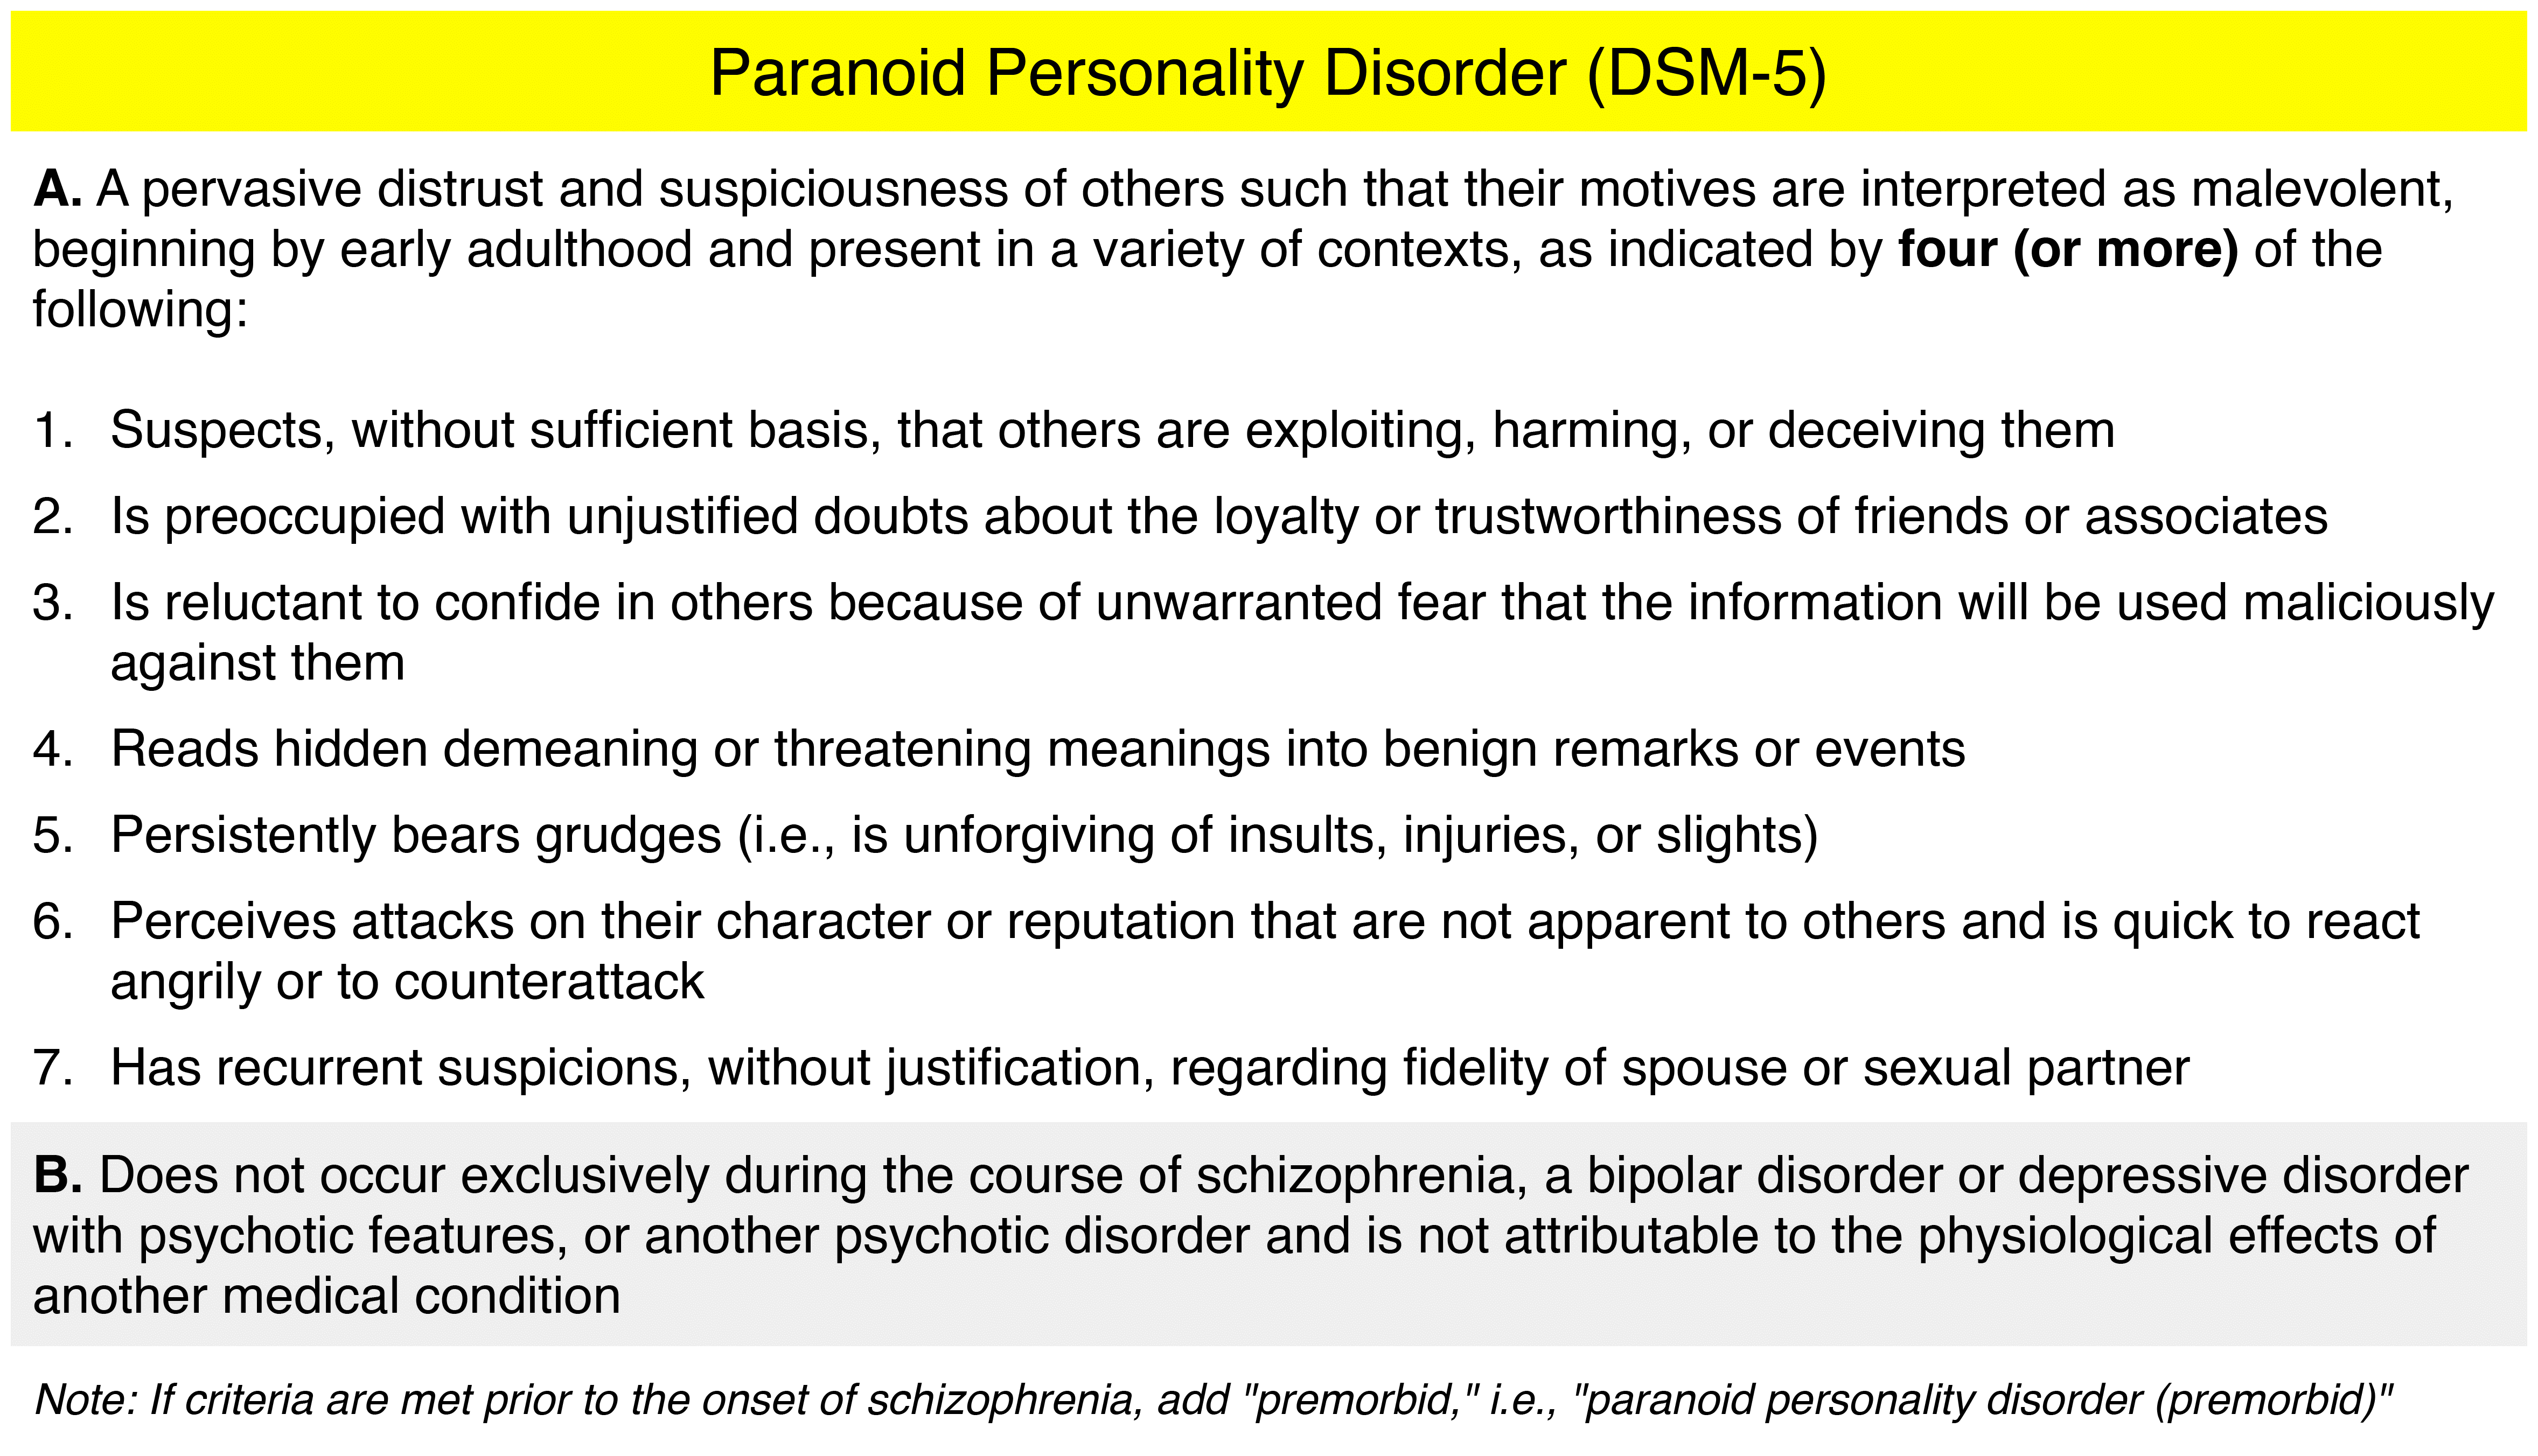 Paranoid Personality Disorder (DSM-5)
A. A pervasive distrust and suspiciousness of others such that their motives are interpreted as malevolent,
beginning by early adulthood and present in a variety of contexts, as indicated by four (or more) of the
following:
1. Suspects, without sufficient basis, that others are exploiting, harming, or deceiving them
2. Is preoccupied with unjustified doubts about the loyalty or trustworthiness of friends or associates
3. Is reluctant to confide in others because of unwarranted fear that the information will be used maliciously
against them
4. Reads hidden demeaning or threatening meanings into benign remarks or events
5. Persistently bears grudges (i.e., is unforgiving of insults, injuries, or slights)
6. Perceives attacks on their character or reputation that are not apparent to others and is quick to react
angrily or to counterattack
7. Has recurrent suspicions, without justification, regarding fidelity of spouse or sexual partner
B. Does not occur exclusively during the course of schizophrenia, a bipolar disorder or depressive disorder
with psychotic features, or another psychotic disorder and is not attributable to the physiological effects of
another medical condition
Note: If criteria are met prior to the onset of schizophrenia, add "premorbid," i.e., "paranoid personality disorder (premorbid)"